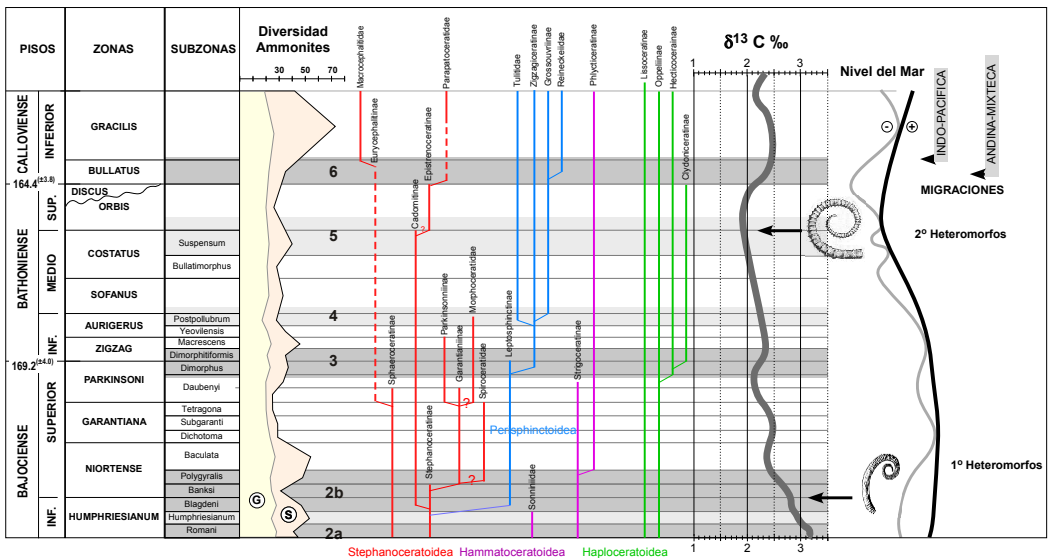 PISOS
ZONAS
SUBZONAS
Diversidad
Ammonites
30 50 70
δ13 C ‰
1 2 3
Nivel del Mar
- +
INDO-PACIFICA
ANDINA-MIXTECA
MIGRACIONES
CALLOVIENSE
INFERIOR
GRACILIS
BULLATUS
164.4(±3.8)
BATHONIENSE
SUP.
DISCUS
ORBIS
MEDIO
COSTATUS
Suspensum
Bullatimorphus
SOFANUS
INF.
AURIGERUS
Postpollubrum
Yeovilensis
ZIGZAG
Macrescens
Dimorphitiformis
169.2(±4.0)
BAJOCIENSE
SUPERIOR
PARKINSONI
Dimorphus
Daubenyi
GARANTIANA
Tetragona
Subgaranti
Dichotoma
NIORTENSE
Baculata
Polygyralis
Banksi
INF.
HUMPHRIESIANUM
Blagdeni
Humphriesianum
Romani
G
S
6
5
4
3
2b
2a
Macrocephalitidae
Eurycephalitinae
Parapatoceratidae
Epistrenoceratinae
Cadomitinae
?
Sphaeroceratinae
Parkinsonniinae
Garantianiinae
Morphoceratidae
Spiroceratidae
?
?
Stephanoceratinae
Leptosphinctinae
Perisphinctoidea
Tulitidae
Zigzagiceratinae
Grossouvriinae
Reineckeiidae
Phlycticeratinae
Strigoceratinae
Sonniniidae
Lissoceratinae
Oppeliinae
Hecticocerainae
Clydoniceratinae
2º Heteromorfos
1º Heteromorfos
Stephanoceratoidea
Hammatoceratoidea
Haploceratoidea
1 2 3